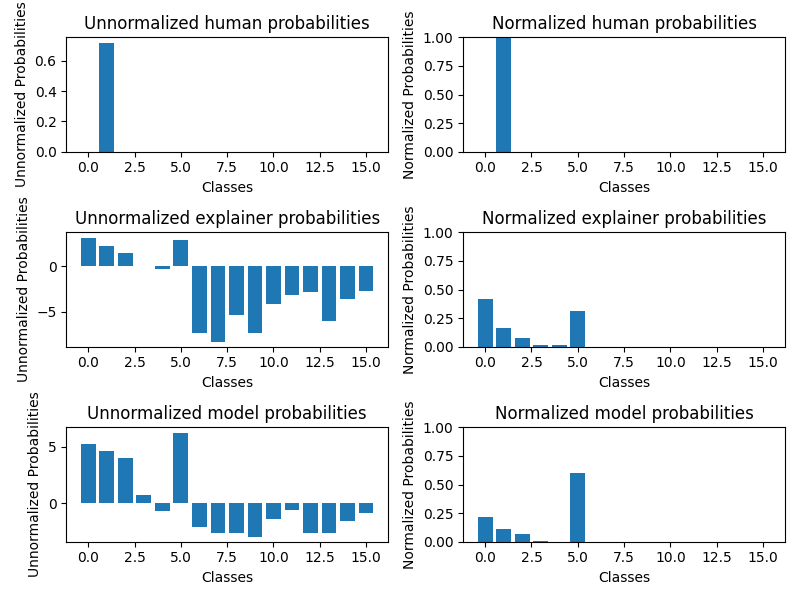 Unnormalized human probabilities
Unnormalized Probabilities
0.6
0.4
0.2
0.0
0.0 2.5 5.0 7.5 10.0 12.5 15.0
Classes
Normalized human probabilities
Normalized Probabilities
1.00
0.75
0.50
0.25
0.00
0.0 2.5 5.0 7.5 10.0 12.5 15.0
Classes
Unnormalized explainer probabilities
Unnormalized Probabilities
0
−5
0.0 2.5 5.0 7.5 10.0 12.5 15.0
Classes
Normalized explainer probabilities
Normalized Probabilities
1.00
0.75
0.50
0.25
0.00
0.0 2.5 5.0 7.5 10.0 12.5 15.0
Classes
Unnormalized model probabilities
Unnormalized Probabilities
5
0
0.0 2.5 5.0 7.5 10.0 12.5 15.0
Classes
Normalized model probabilities
Normalized Probabilities
1.00
0.75
0.50
0.25
0.00
0.0 2.5 5.0 7.5 10.0 12.5 15.0
Classes